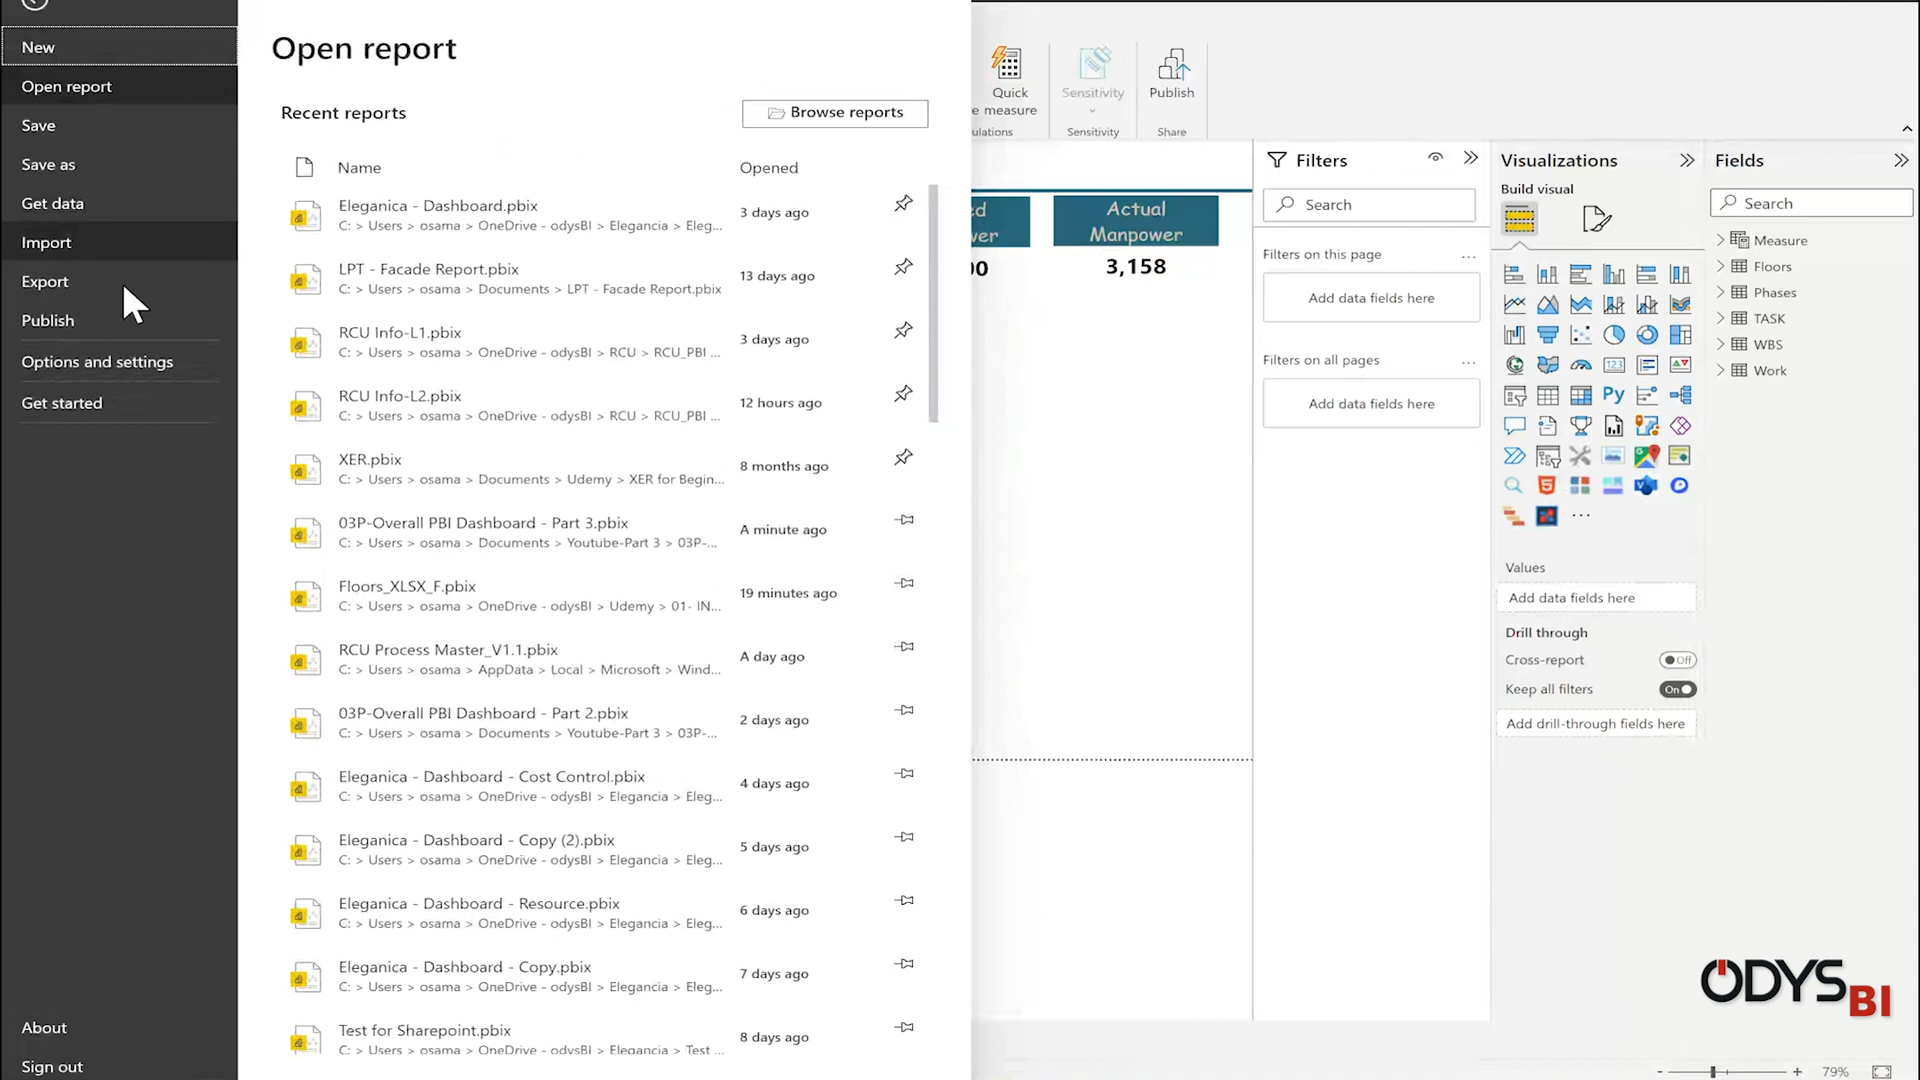 New
Open report
Save
Save as
Get data
Import
Export
Publish
Options and settings
Get started
About
Sign out
Open report
Recent reports
Browse reports
Name
Opened
Eleganica - Dashboard.pbix
C: > Users > osama > OneDrive - odysBI > Elegancia > Eleg...
3 days ago
LPT - Facade Report.pbix
C: > Users > osama > Documents > LPT - Facade Report.pbix
13 days ago
RCU Info-L1.pbix
C: > Users > osama > OneDrive - odysBI > RCU > RCU_PBI ...
3 days ago
RCU Info-L2.pbix
C: > Users > osama > OneDrive - odysBI > RCU > RCU_PBI ...
12 hours ago
XER.pbix
C: > Users > osama > Documents > Udemy > XER for Begin...
8 months ago
03P-Overall PBI Dashboard - Part 3.pbix
C: > Users > osama > Documents > Youtube-Part 3 > 03P-...
A minute ago
Floors_XLSX_F.pbix
C: > Users > osama > OneDrive - odysBI > Udemy > 01- IN...
19 minutes ago
RCU Process Master_V1.1.pbix
C: > Users > osama > AppData > Local > Microsoft > Wind...
A day ago
03P-Overall PBI Dashboard - Part 2.pbix
C: > Users > osama > Documents > Youtube-Part 3 > 03P-...
2 days ago
Eleganica - Dashboard - Cost Control.pbix
C: > Users > osama > OneDrive - odysBI > Elegancia > Eleg...
4 days ago
Eleganica - Dashboard - Copy (2).pbix
C: > Users > osama > OneDrive - odysBI > Elegancia > Eleg...
5 days ago
Eleganica - Dashboard - Resource.pbix
C: > Users > osama > OneDrive - odysBI > Elegancia > Eleg...
6 days ago
Eleganica - Dashboard - Copy.pbix
C: > Users > osama > OneDrive - odysBI > Elegancia > Eleg...
7 days ago
Test for Sharepoint.pbix
C: > Users > osama > OneDrive - odysBI > Elegancia > Test ...
8 days ago
Quick
e measure
ulations
Sensitivity
Sensitivity
Publish
Share
ed
wer
00
Actual
Manpower
3,158
Filters
Search
Filters on this page
...
Add data fields here
Filters on all pages
...
Add data fields here
Visualizations
Build visual
123
Py
...
Values
Add data fields here
Drill through
Cross-report
Off
Keep all filters
On
Add drill-through fields here
Fields
Search
Measure
Floors
Phases
TASK
WBS
Work
ODYS BI
- + 79%